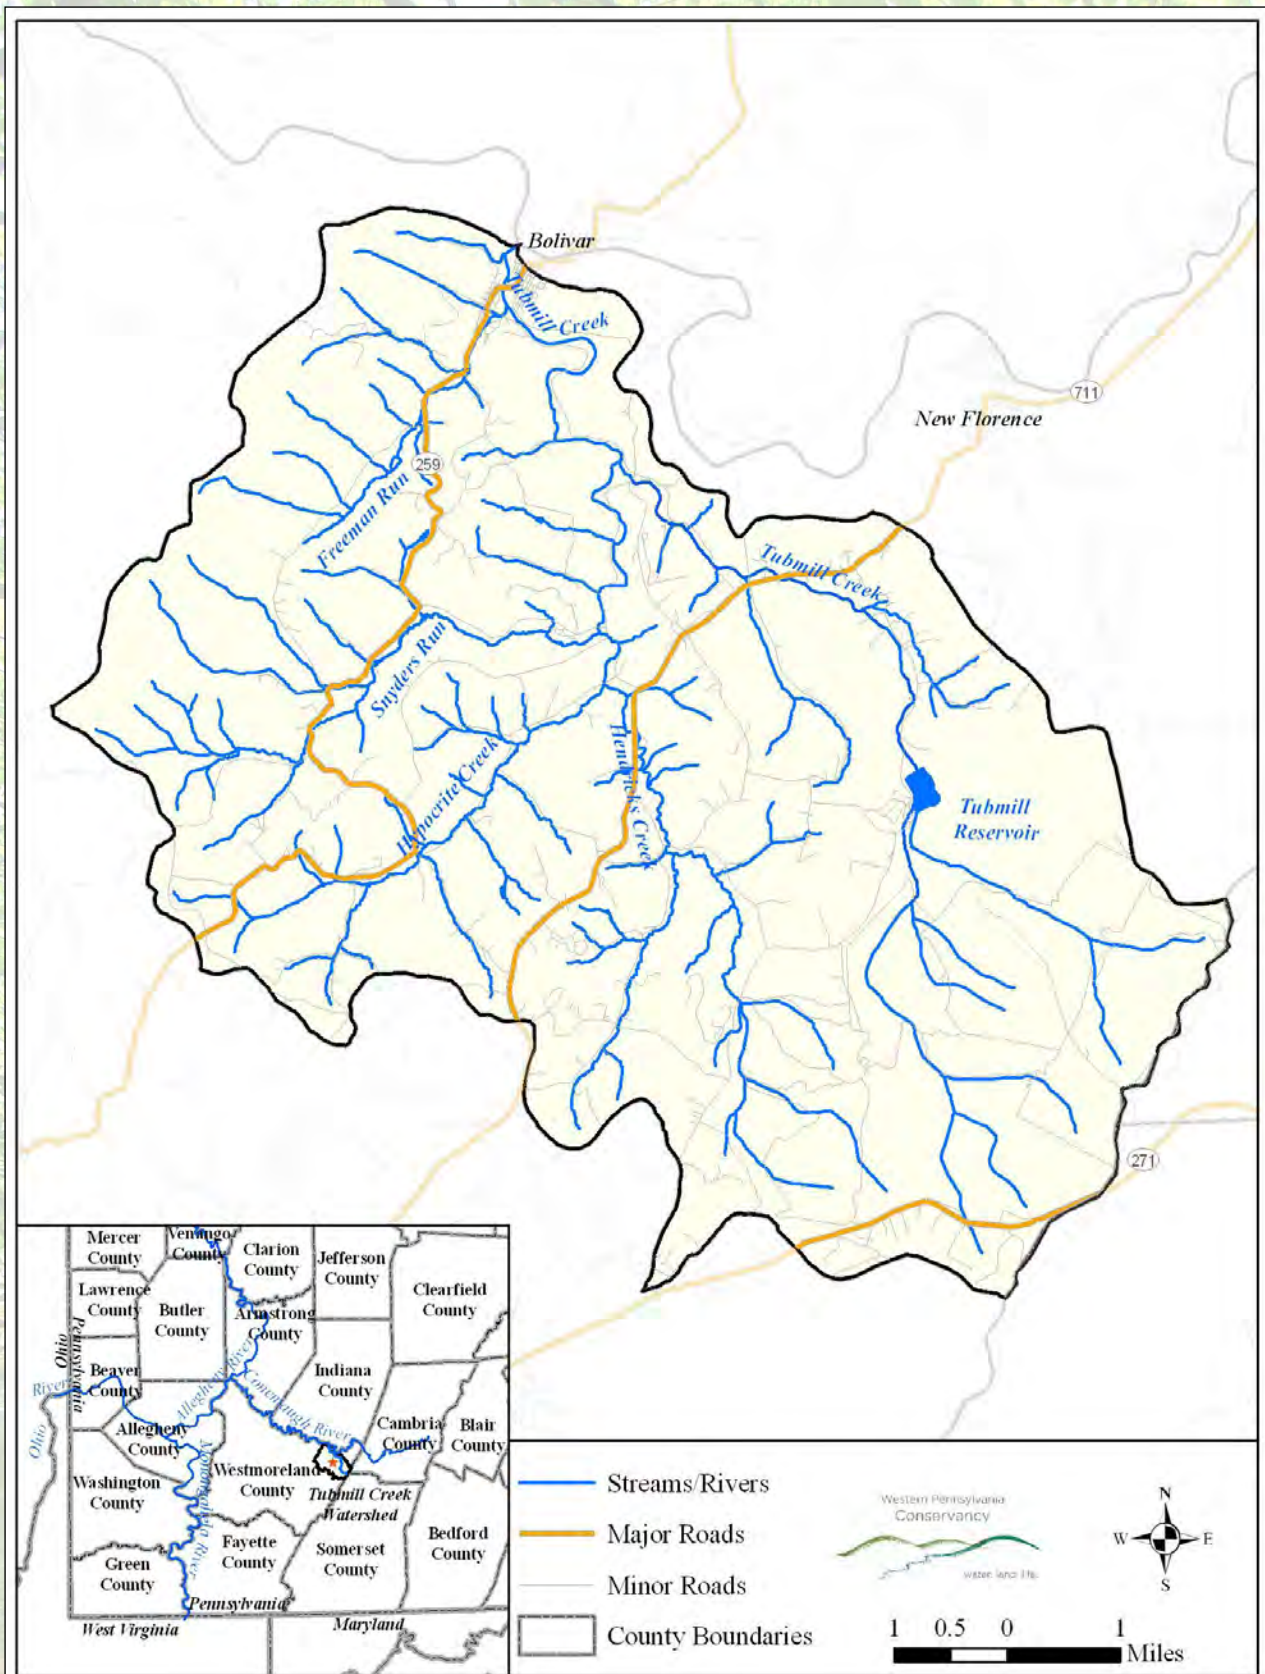 Bolivar
Tubmill Creek
711
New Florence
259
Freeman Run
Tubmill Creek
Snyders Run
Hendricks Creek
Hypocrite Creek
Tubmill
Reservoir
271
Mercer
County
Venango
County
Clarion
County
Jefferson
County
Clearfield
County
Lawrence
County
Butler
County
Armstrong
County
Pennsylvania
Ohio
Beaver
County
Indiana
County
River
Ohio
Allegheny River
Conemaugh River
Allegheny
County
Cambria
County
Blair
County
Washington
County
Monongahela River
Westmoreland
County
Tubmill Creek
Watershed
Fayette
County
Somerset
County
Bedford
County
Green
County
Pennsylvania
West Virginia
Maryland
Streams/Rivers
Major Roads
Minor Roads
County Boundaries
Western Pennsylvania
Conservancy
water, land, life.
N
W E
S
1 0.5 0 1
Miles